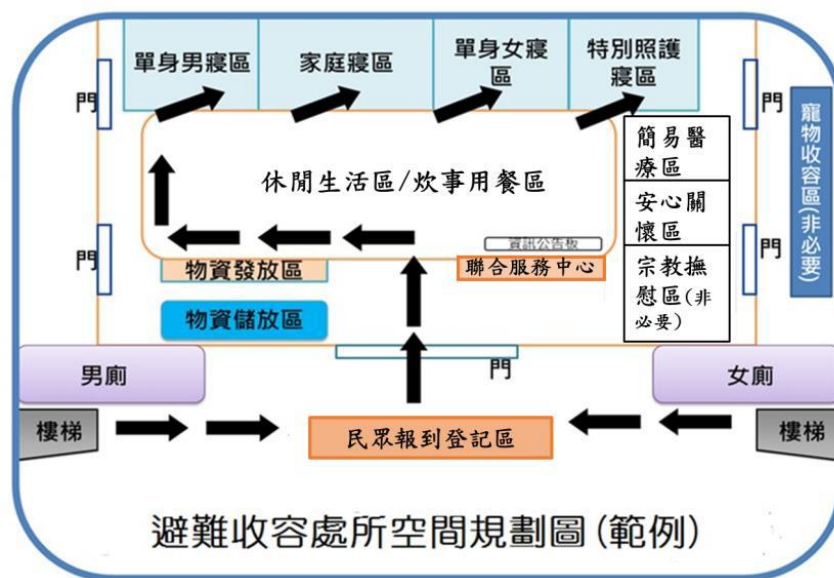 單身男寢區
家庭寢區
單身女寢
區
特別照護
寢區
門
門
簡易醫
療區
寵物收容區(非必要)
休閒生活區/炊事用餐區
安心關
懷區
資訊公告板
門
門
物資發放區
聯合服務中心
宗教撫
慰區(非
必要)
物資儲放區
男廁
門
女廁
樓梯
民眾報到登記區
樓梯
避難收容處所空間規劃圖(範例)